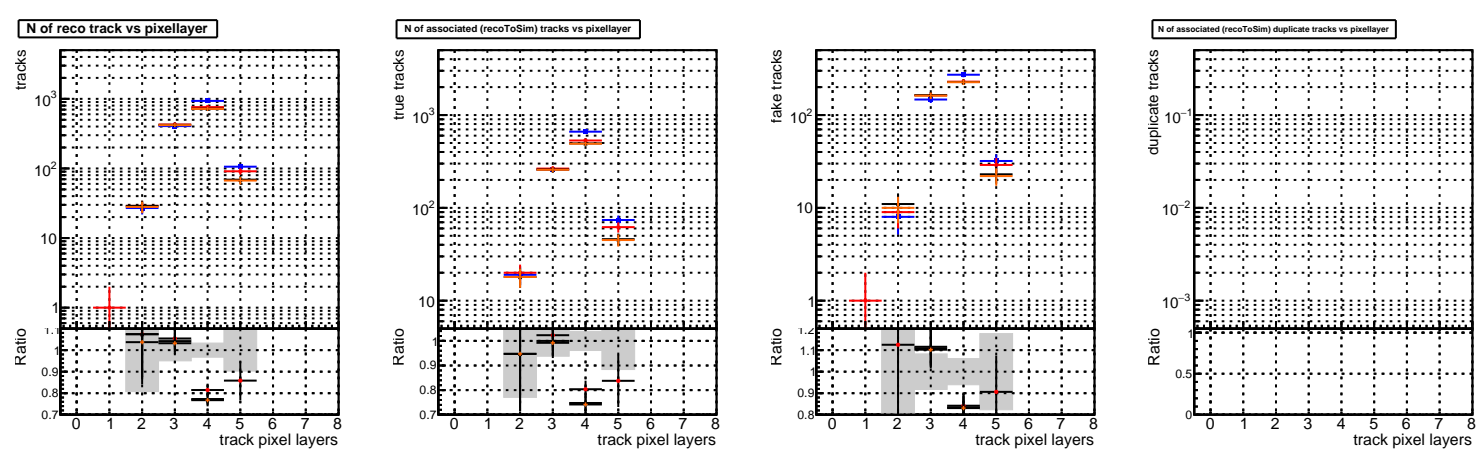 N of reco track vs pixellayer
tracks
10³
10²
10
1
Ratio
1.1
1
0.9
0.8
0.7
0 1 2 3 4 5 6 7 8
track pixel layers
N of associated (recoToSim) tracks vs pixellayer
true tracks
10³
10²
10
Ratio
1
0.9
0.8
0.7
0 1 2 3 4 5 6 7 8
track pixel layers
fake tracks
10²
10
1
Ratio
1.2
1.1
1
0.9
0.8
0 1 2 3 4 5 6 7 8
track pixel layers
N of associated (recoToSim) duplicate tracks vs pixellayer
duplicate tracks
10⁻¹
10⁻²
10⁻³
Ratio
1
0.5
0
0 1 2 3 4 5 6 7 8
track pixel layers